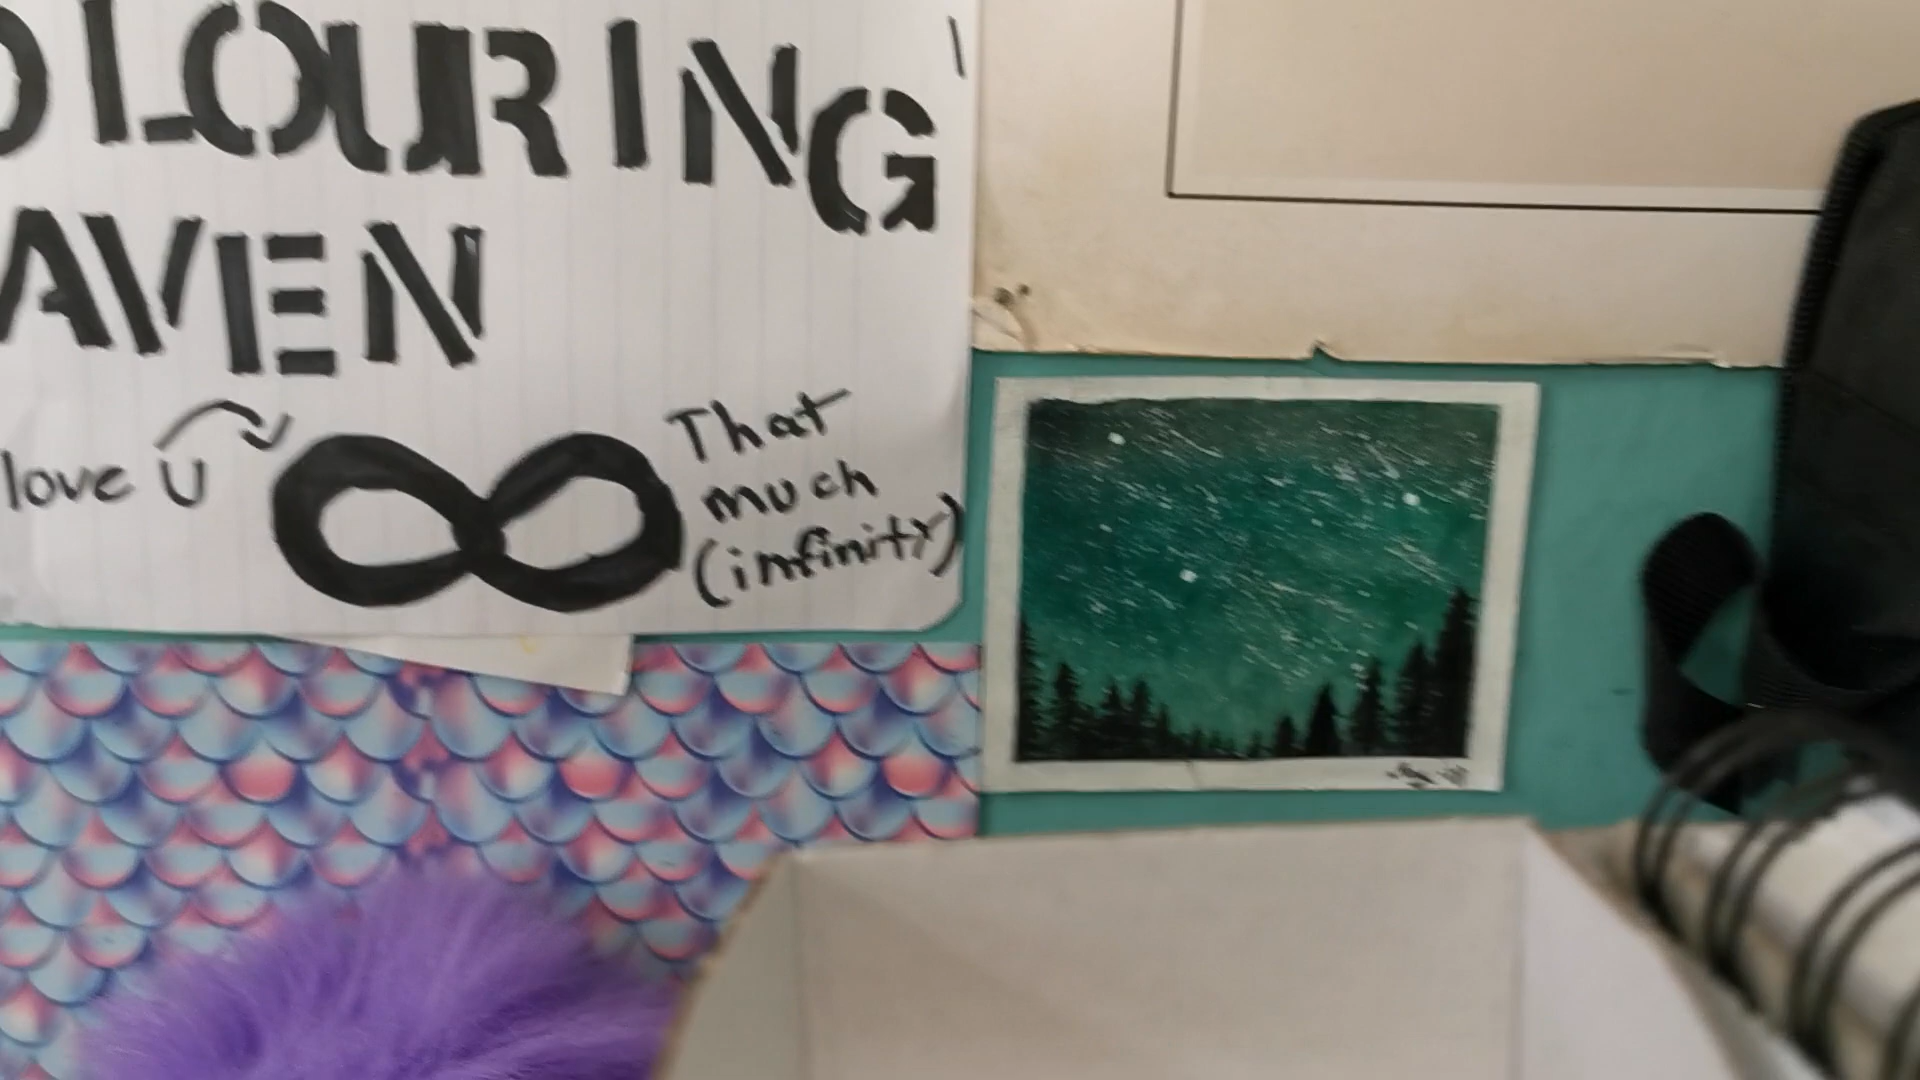 OLOURING
AVEN
love U
That
much
(infinity)